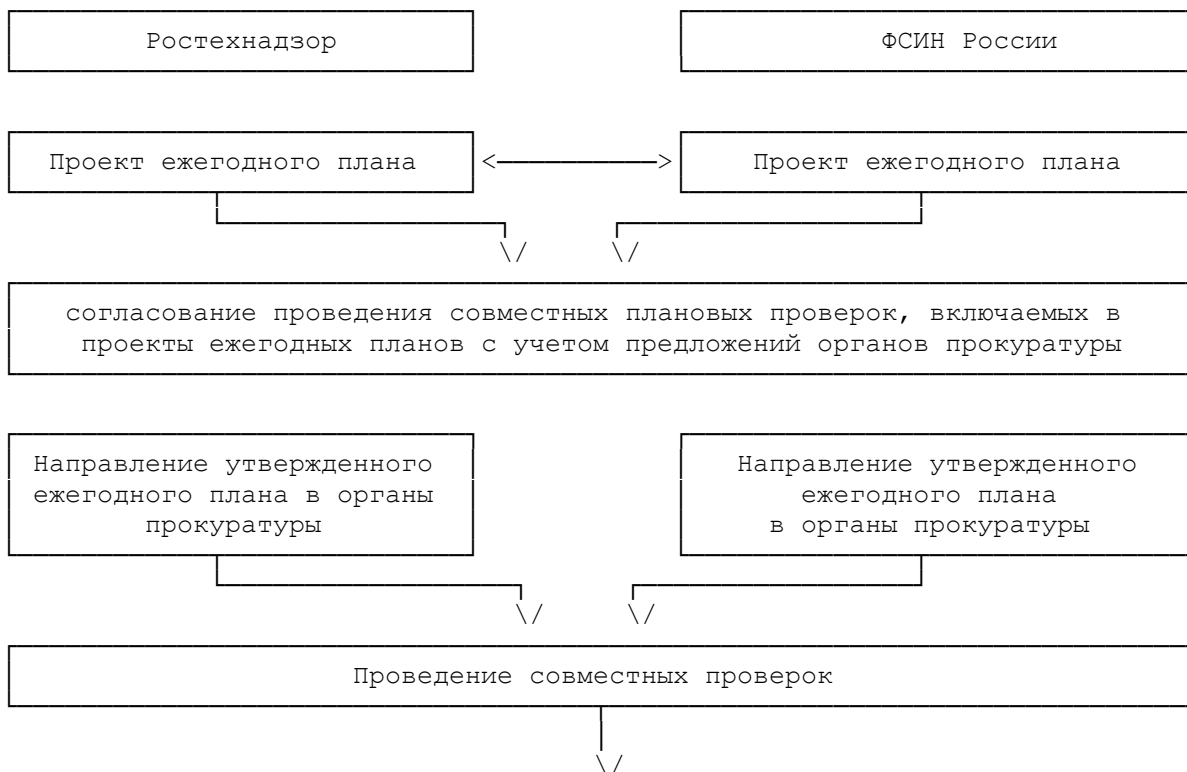 Ростехнадзор
ФСИН России
Проект ежегодного плана
Проект ежегодного плана
согласование проведения совместных плановых проверок, включаемых в
проекты ежегодных планов с учетом предложений органов прокуратуры
Направление утвержденного
ежегодного плана в органы
прокуратуры
Направление утвержденного
ежегодного плана
в органы прокуратуры
Проведение совместных проверок